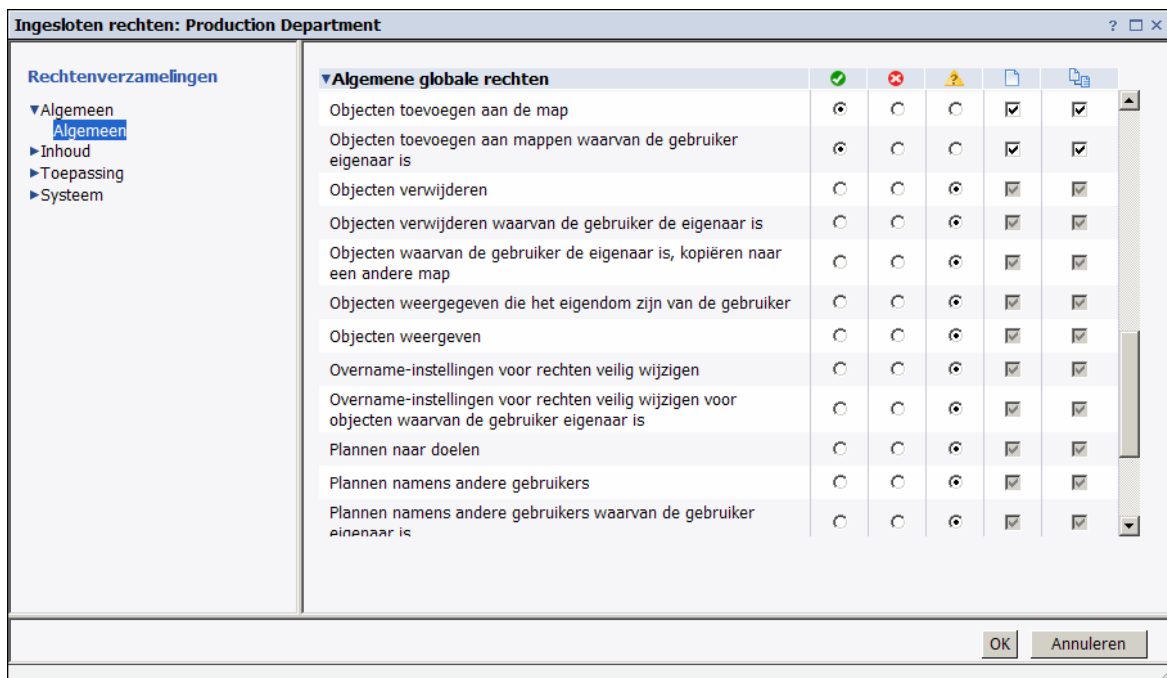 Ingesloten rechten: Production Department
?
Rechtenverzamelingen
Algemeen
Algemeen
Inhoud
Toepassing
Systeem
Algemene globale rechten
Objecten toevoegen aan de map
Objecten toevoegen aan mappen waarvan de gebruiker
eigenaar is
Objecten verwijderen
Objecten verwijderen waarvan de gebruiker de eigenaar is
Objecten waarvan de gebruiker de eigenaar is, kopiëren naar
een andere map
Objecten weergegeven die het eigendom zijn van de gebruiker
Objecten weergeven
Overname-instellingen voor rechten veilig wijzigen
Overname-instellingen voor rechten veilig wijzigen voor
objecten waarvan de gebruiker eigenaar is
Plannen naar doelen
Plannen namens andere gebruikers
Plannen namens andere gebruikers waarvan de gebruiker
eigenaar is
OK
Annuleren